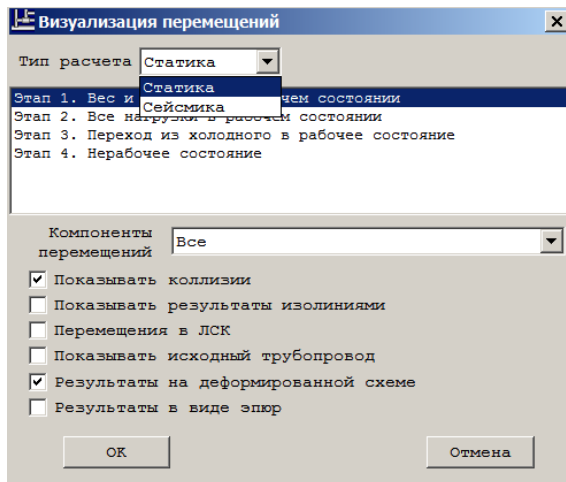 Визуализация перемещений
Тип расчета Статика
Статика
Сейсмика
Этап 1. Вес и чем состоянии
Этап 2. Все нагрузки в рабочем состоянии
Этап 3. Переход из холодного в рабочее состояние
Этап 4. Нерабочее состояние
Компоненты
перемещений
Все
Показывать коллизии
Показывать результаты изолиниями
Перемещения в ЛСК
Показывать исходный трубопровод
Результаты на деформированной схеме
Результаты в виде эпюр
OK
Отмена